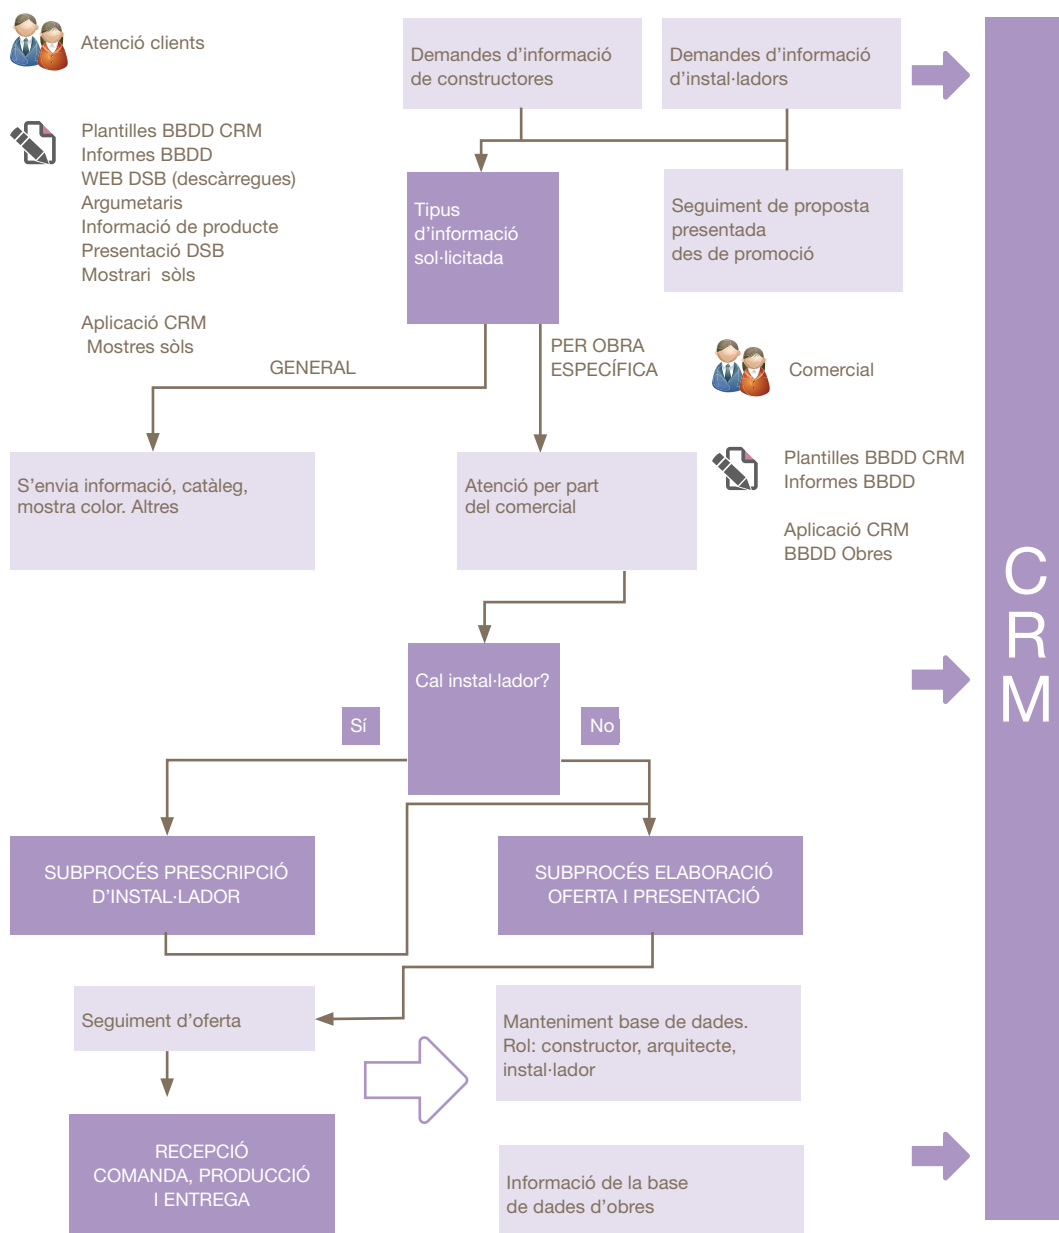 Atenció clients
Demandes d'informació
de constructores
Demandes d'informació
d'instal·ladors
Plantilles BBDD CRM
Informes BBDD
WEB DSB (descàrregues)
Argumetaris
Informació de producte
Presentació DSB
Mostrari sòls
Aplicació CRM
Mostres sòls
Tipus
d'informació
sol·licitada
Seguiment de proposta
presentada
des de promoció
GENERAL
PER OBRA
ESPECÍFICA
Comercial
S'envia informació, catàleg,
mostra color. Altres
Atenció per part
del comercial
Plantilles BBDD CRM
Informes BBDD
Aplicació CRM
BBDD Obres
C
R
M
Cal instal·lador?
Sí
No
SUBPROCÉS PRESCRIPCIÓ
D'INSTAL·LADOR
SUBPROCÉS ELABORACIÓ
OFERTA I PRESENTACIÓ
Seguiment d'oferta
Manteniment base de dades.
Rol: constructor, arquitecte,
instal·lador
RECEPCIÓ
COMANDA, PRODUCCIÓ
I ENTREGA
Informació de la base
de dades d'obres